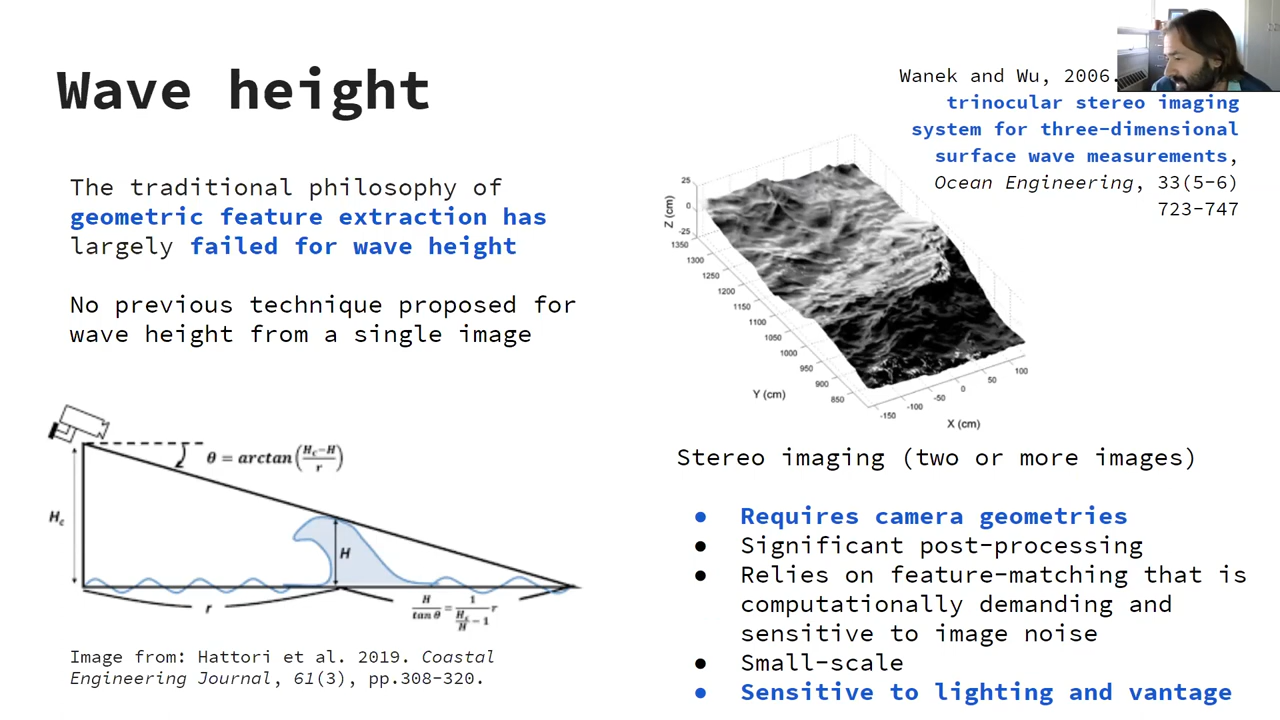 Wave height
The traditional philosophy of
geometric feature extraction has
largely failed for wave height
No previous technique proposed for
wave height from a single image
θ = arctan(H_c−H / r)
H_c
H
r
H / tan θ = 1 / (H_c/H − 1) r
Image from: Hattori et al. 2019. Coastal
Engineering Journal, 61(3), pp.308-320.
Wanek and Wu, 2006.
trinocular stereo imaging
system for three-dimensional
surface wave measurements,
Ocean Engineering, 33(5-6)
723-747
Z (cm)
25
0
-25
1350
1300
1250
1200
1150
1100
1050
1000
950
900
850
Y (cm)
-150
-100
-50
0
50
100
X (cm)
Stereo imaging (two or more images)
● Requires camera geometries
● Significant post-processing
● Relies on feature-matching that is
computationally demanding and
sensitive to image noise
● Small-scale
● Sensitive to lighting and vantage